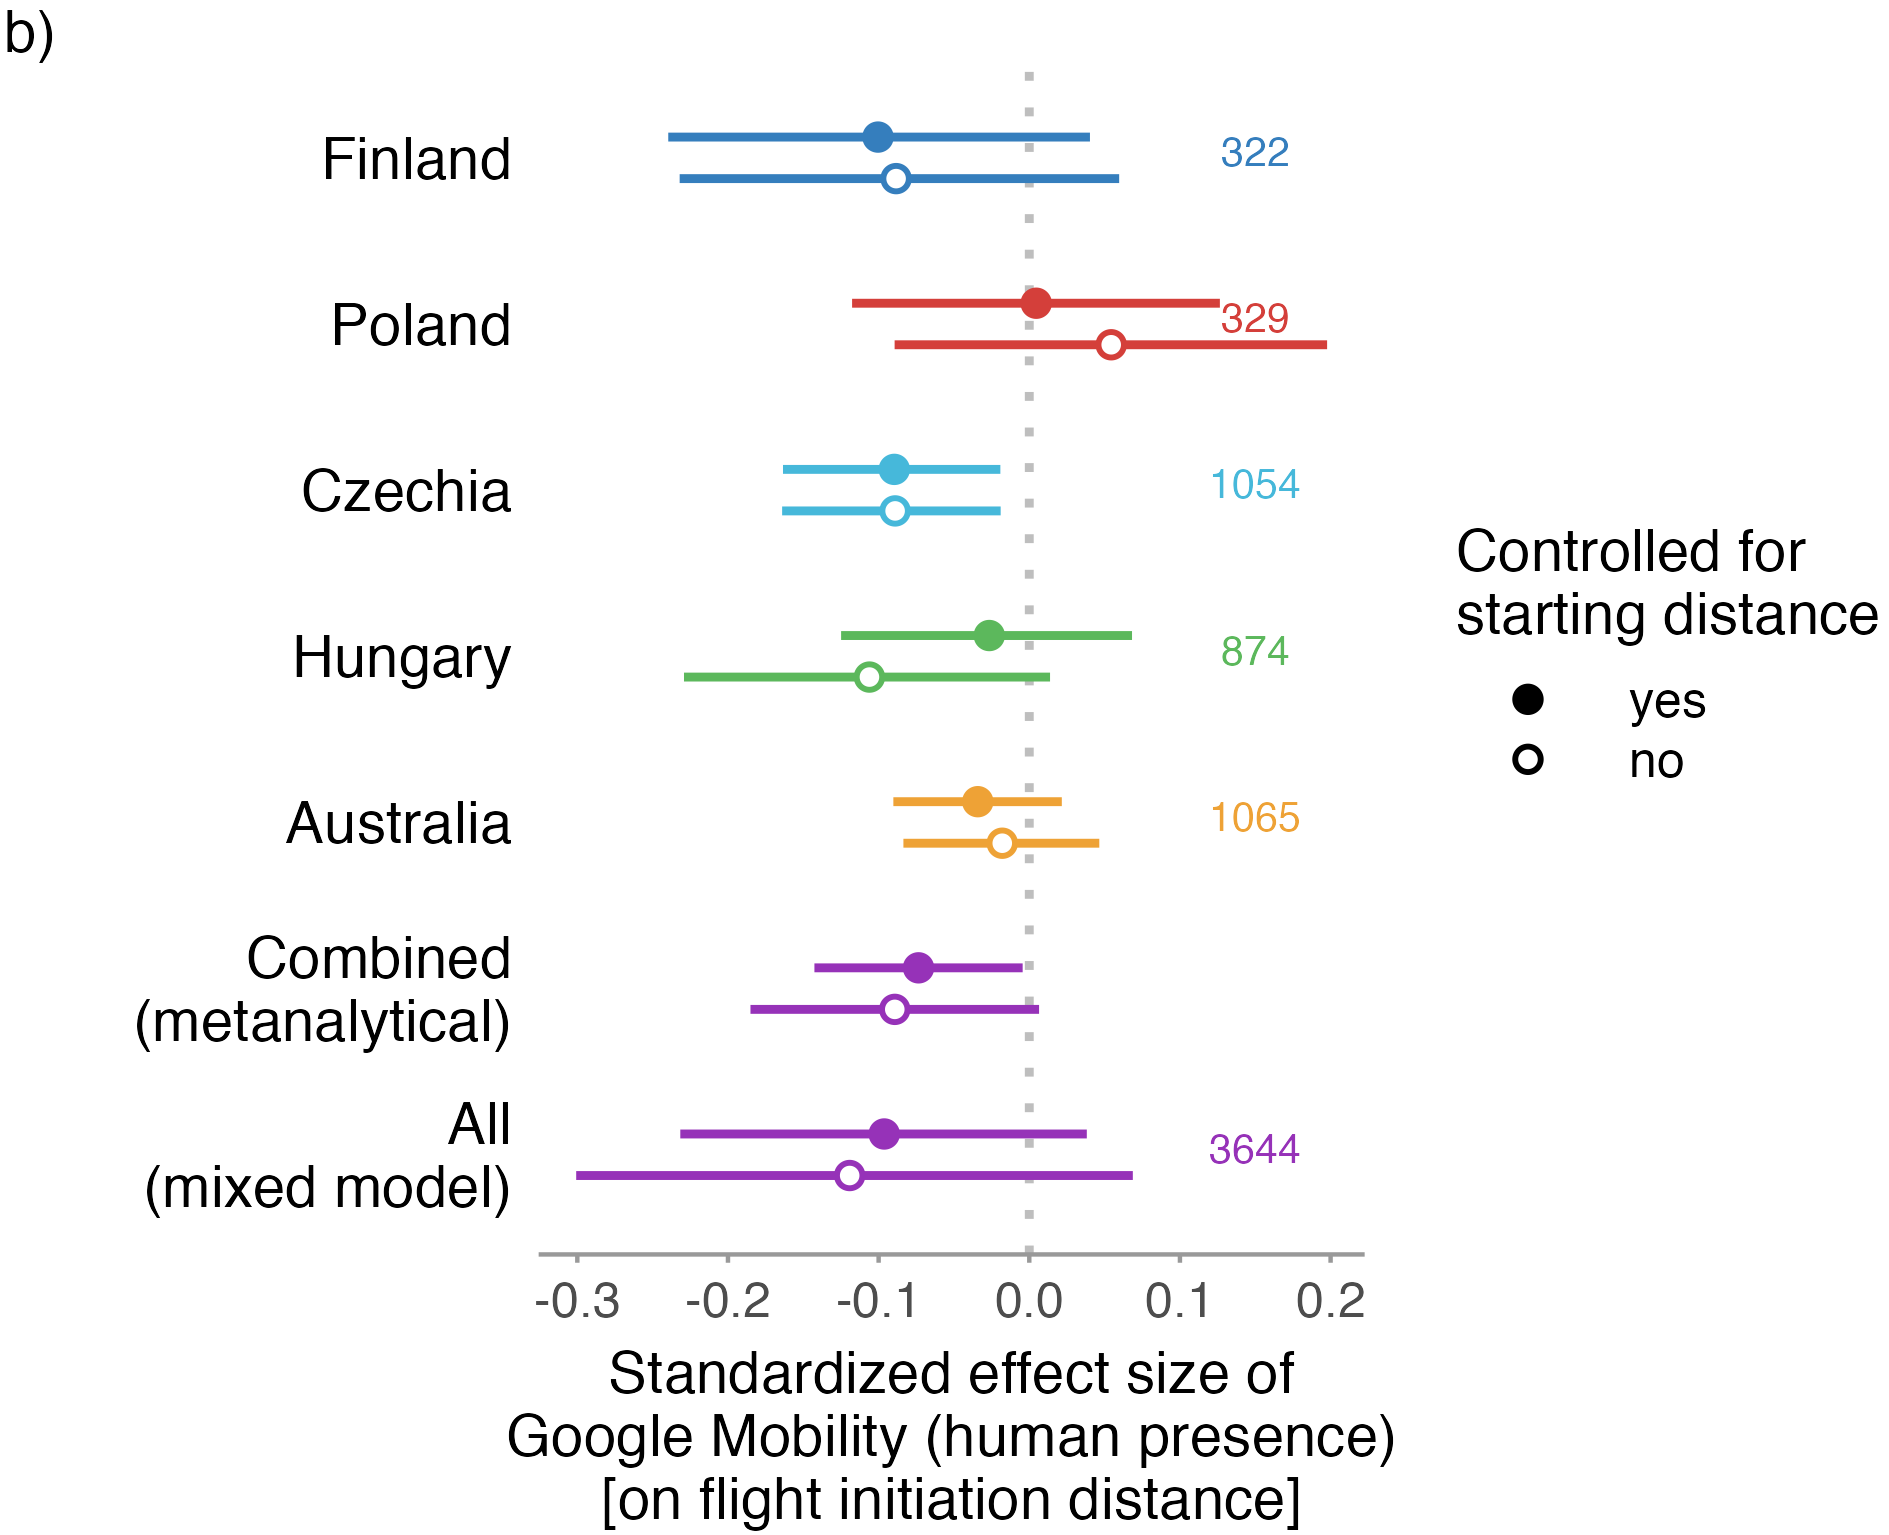 b)
Finland
322
Poland
329
Czechia
1054
Hungary
874
Australia
1065
Combined
(metanalytical)
All
(mixed model)
3644
Controlled for
starting distance
yes
no
-0.3 -0.2 -0.1 0.0 0.1 0.2
Standardized effect size of
Google Mobility (human presence)
[on flight initiation distance]